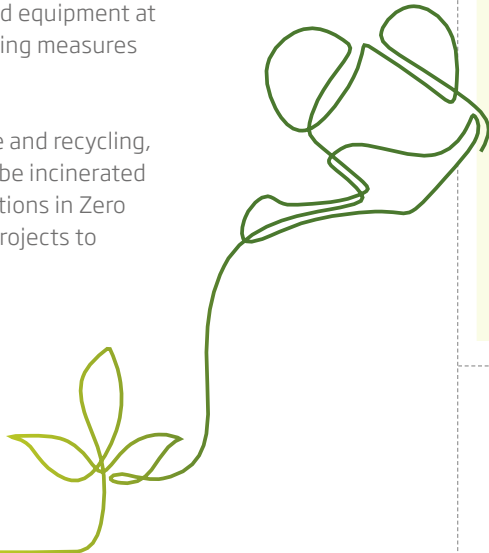 d equipment at
ing measures
e and recycling,
be incinerated
tions in Zero
rojects to